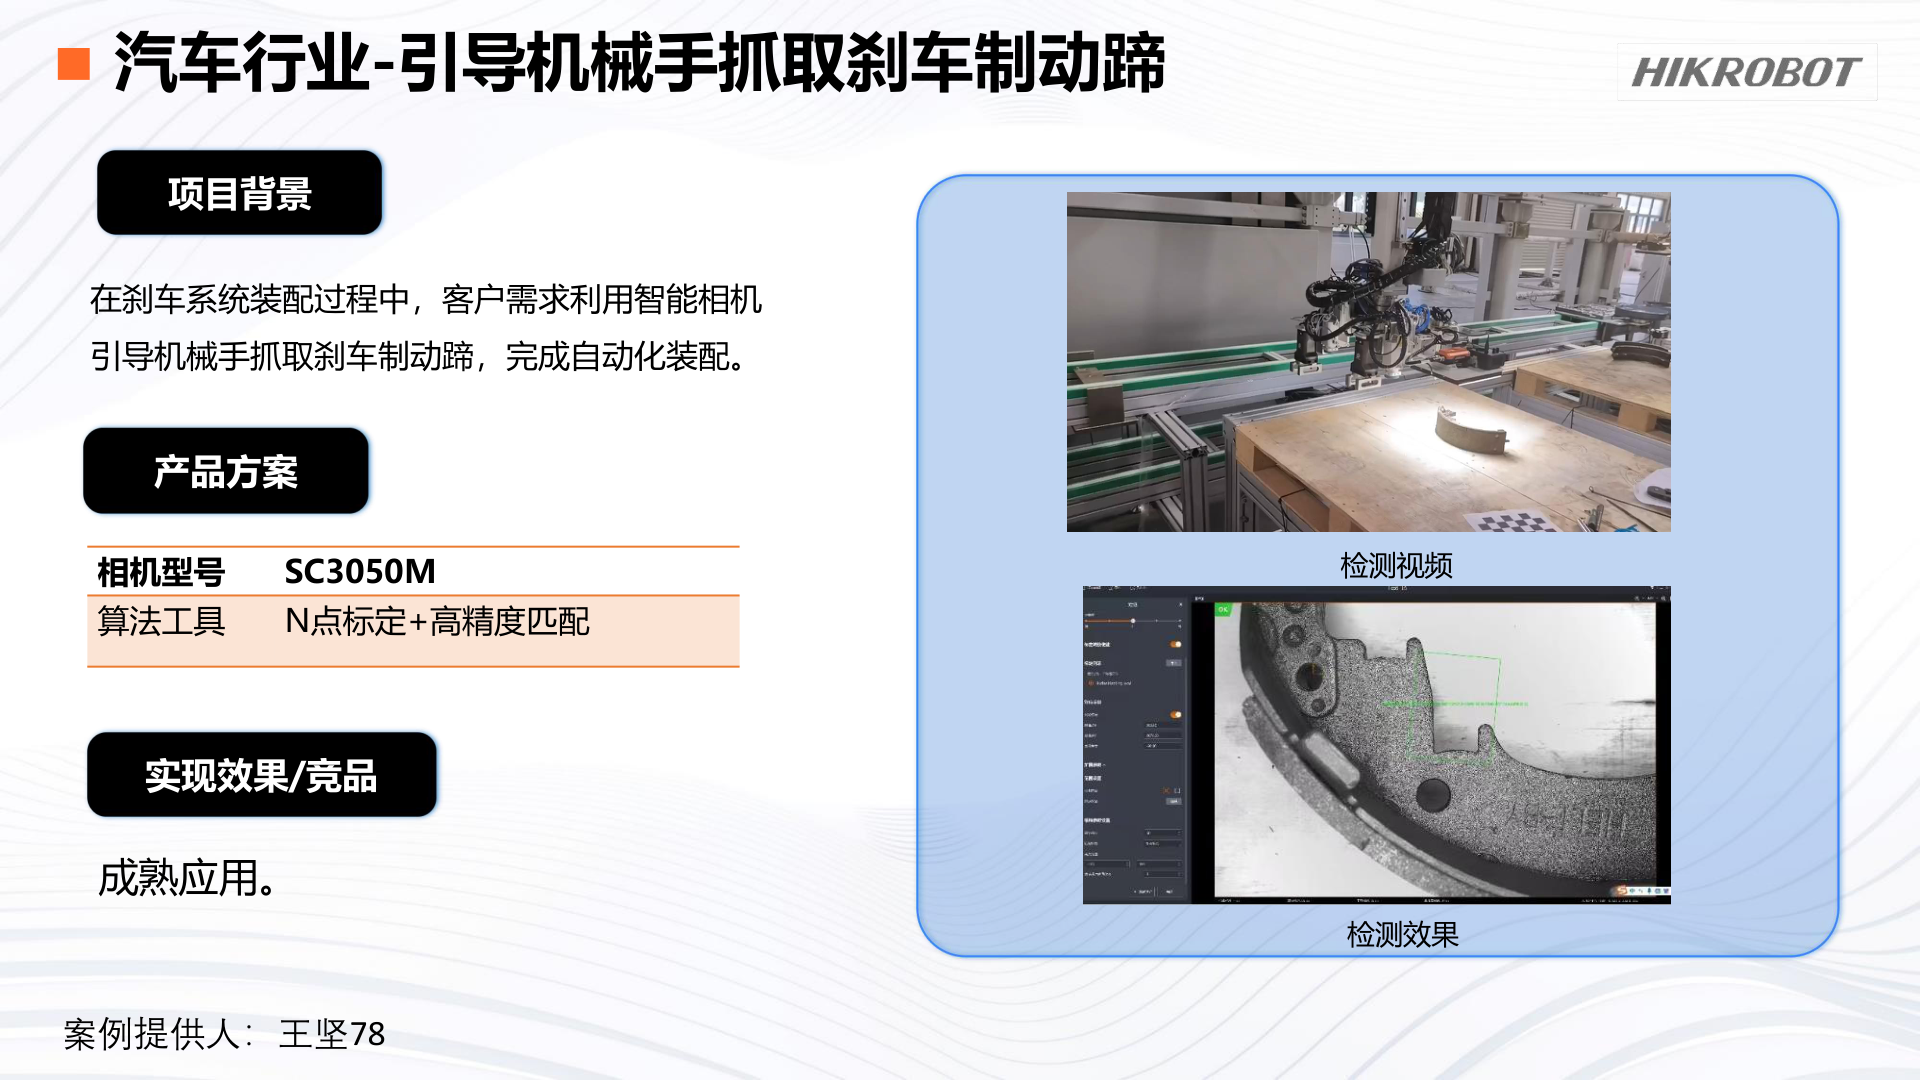 汽车行业-引导机械手抓取刹车制动蹄
HIKROBOT
项目背景
在刹车系统装配过程中，客户需求利用智能相机
引导机械手抓取刹车制动蹄，完成自动化装配。
产品方案
相机型号 SC3050M
算法工具 N点标定+高精度匹配
实现效果/竞品
成熟应用。
检测视频
OK
检测效果
案例提供人： 王坚78